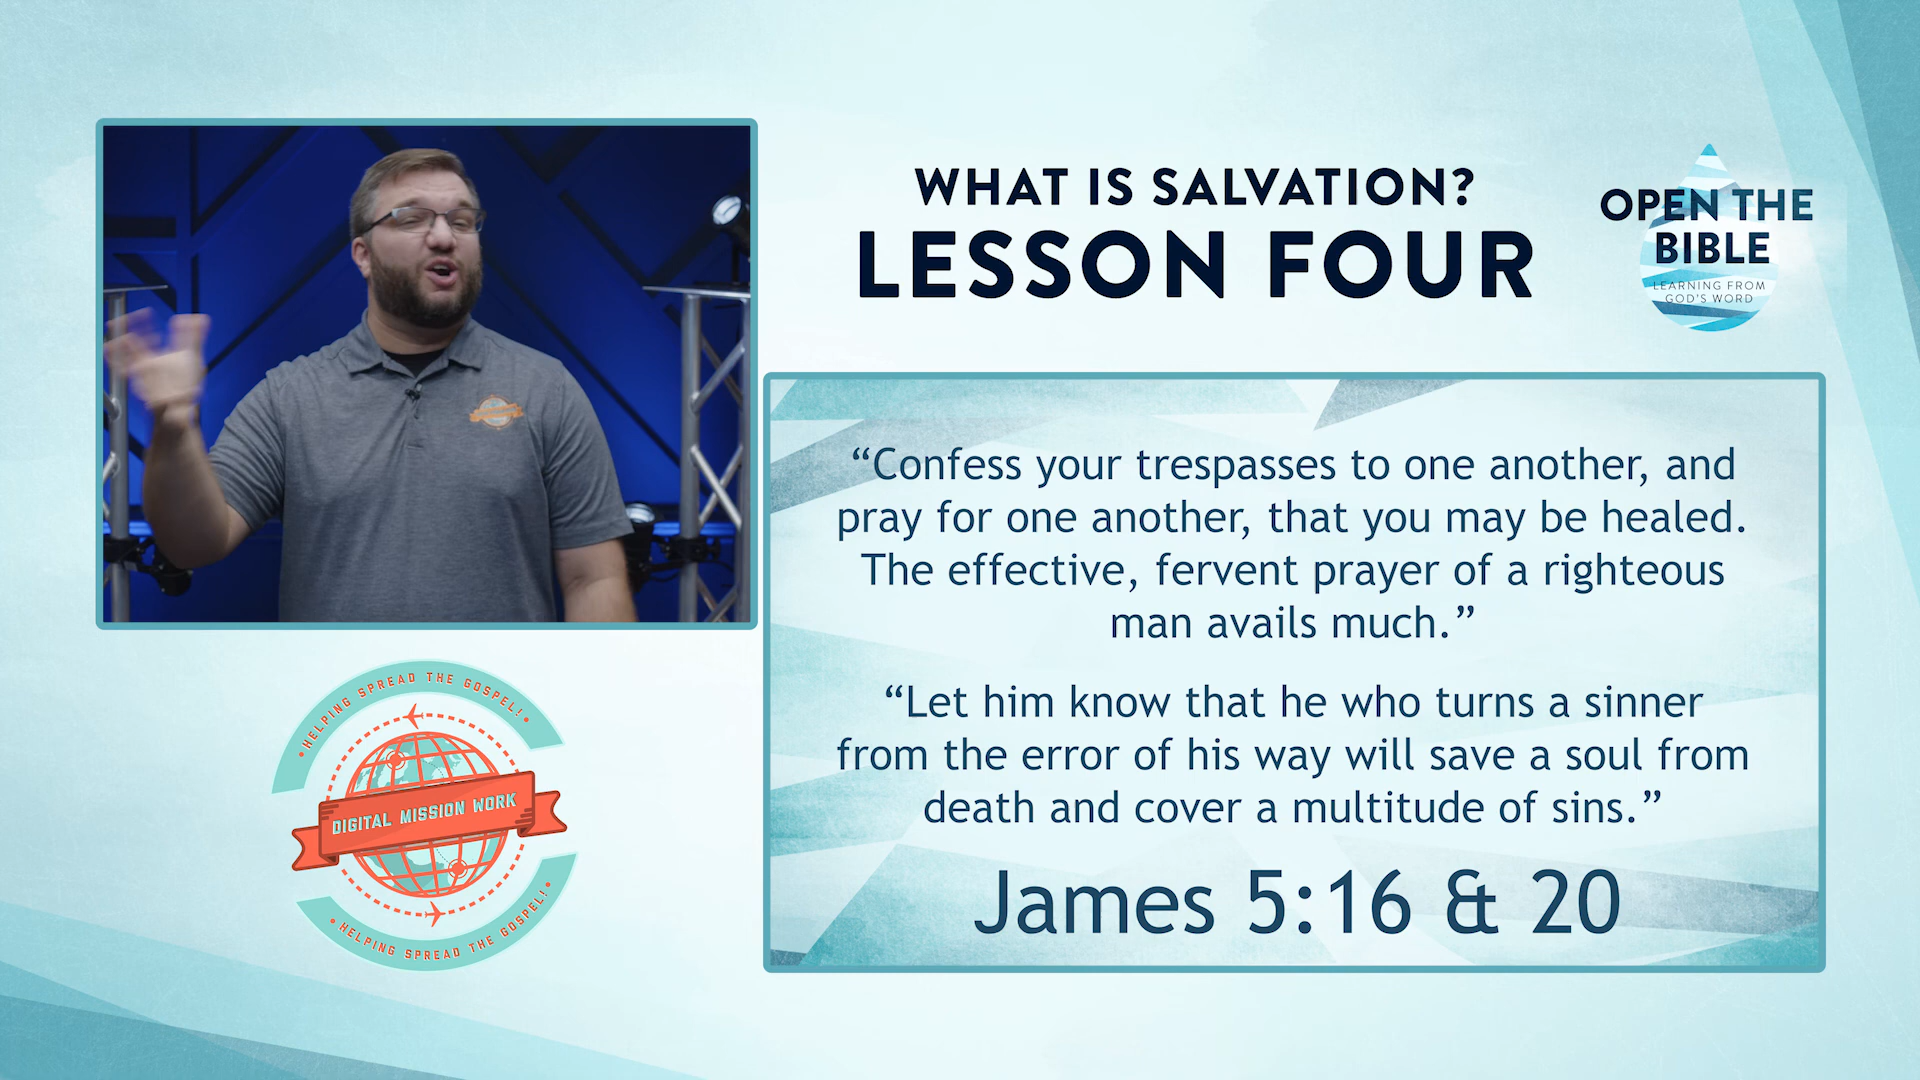 WHAT IS SALVATION?
LESSON FOUR
OPEN THE
BIBLE
LEARNING FROM
GOD'S WORD
“Confess your trespasses to one another, and
pray for one another, that you may be healed.
The effective, fervent prayer of a righteous
man avails much.”
“Let him know that he who turns a sinner
from the error of his way will save a soul from
death and cover a multitude of sins.”
James 5:16 & 20
• HELPING SPREAD THE GOSPEL! •
DIGITAL MISSION WORK
• HELPING SPREAD THE GOSPEL! •